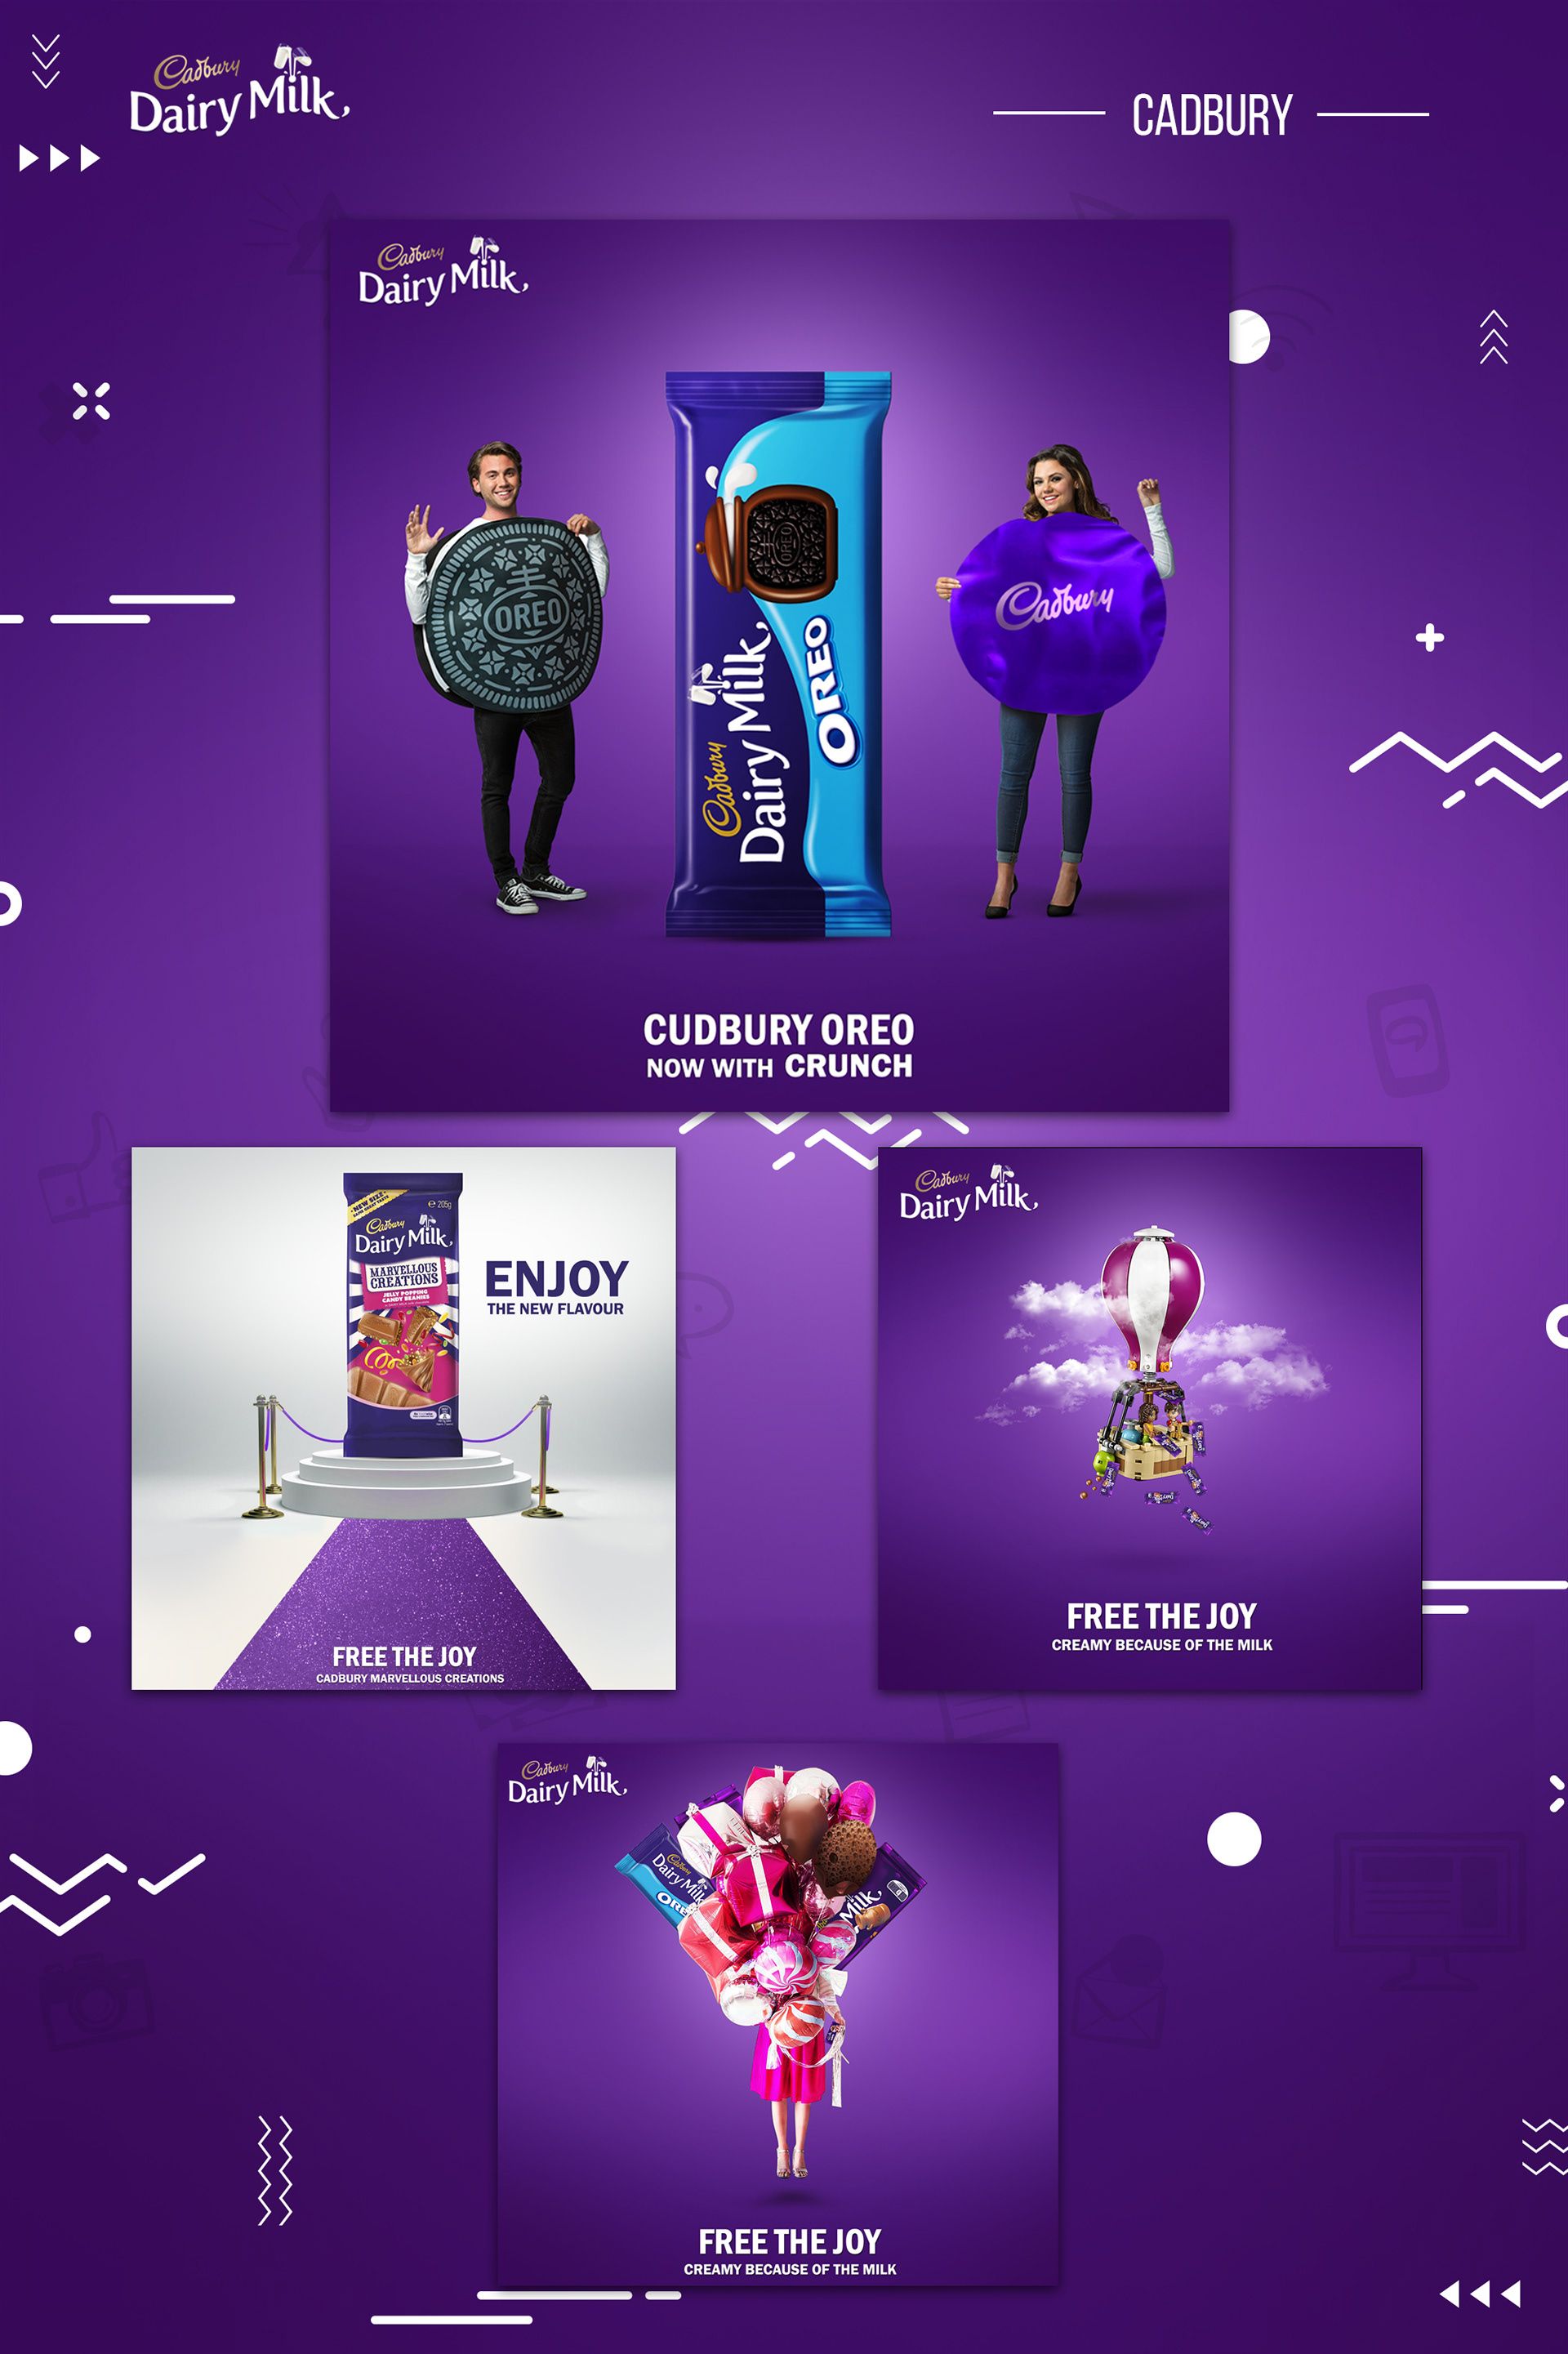 Cadbury
Dairy Milk
CADBURY
Cadbury
Dairy Milk
OREO
OREO
Cadbury
Dairy Milk
OREO
Cadbury
CUDBURY OREO
NOW WITH CRUNCH
NEW SIZE
e 205g
Cadbury
Dairy Milk
MARVELLOUS
CREATIONS
JELLY POPPING
CANDY BEANIES
ENJOY
THE NEW FLAVOUR
FREE THE JOY
CADBURY MARVELLOUS CREATIONS
Cadbury
Dairy Milk
FREE THE JOY
CREAMY BECAUSE OF THE MILK
Cadbury
Dairy Milk
Cadbury
Dairy Milk
ORE
Milk
FREE THE JOY
CREAMY BECAUSE OF THE MILK